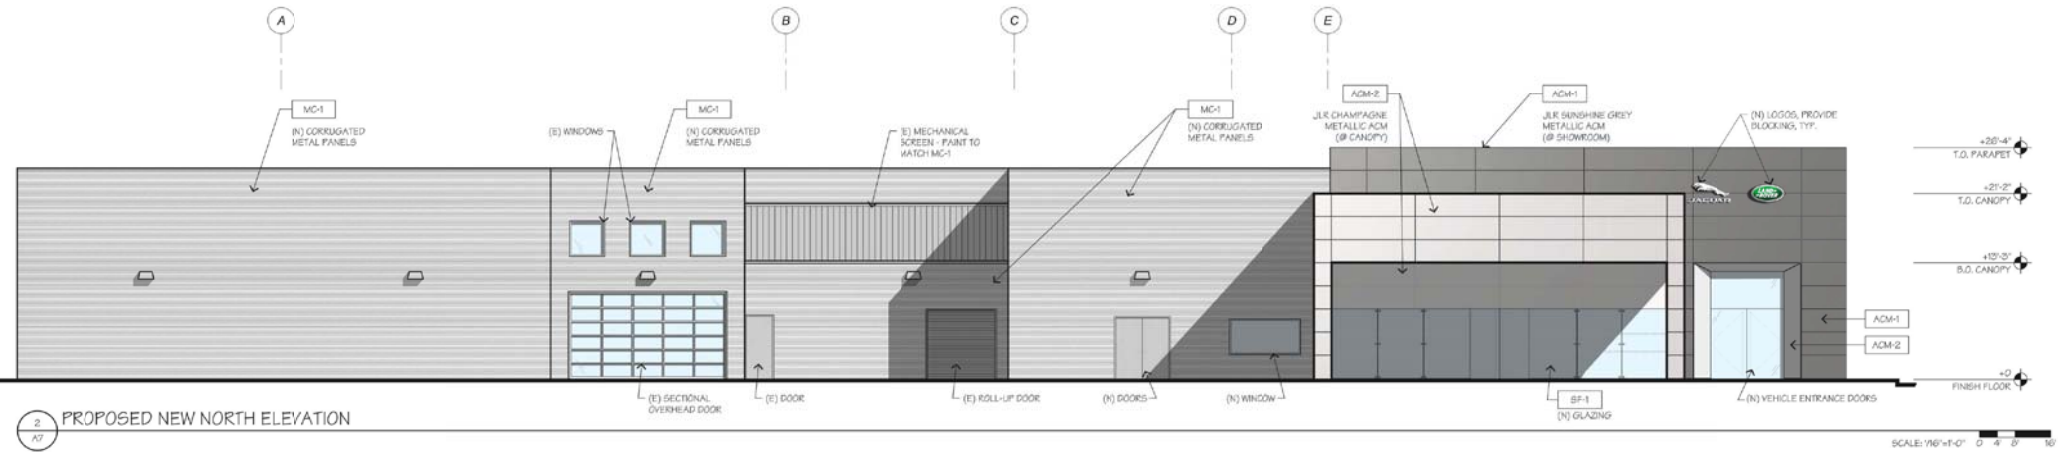 A
B
C
D
E
MC-1
(N) CORRUGATED
METAL PANELS
(E) WINDOWS
MC-1
(N) CORRUGATED
METAL PANELS
(E) MECHANICAL
SCREEN - PAINT TO
MATCH MC-1
MC-1
(N) CORRUGATED
METAL PANELS
ACM-2
JLR CHAMPAGNE
METALLIC ACM
(@ CANOPY)
ACM-1
JLR SUNSHINE GREY
METALLIC ACM
(@ SHOWROOM)
(N) LOGOS, PROVIDE
BLOCKING, TYP.
JAGUAR
LAND-
ROVER
T.O. PARAPET
+21'-2"
T.O. CANOPY
B.O. CANOPY
ACM-1
ACM-2
+0
FINISH FLOOR
(E) SECTIONAL
OVERHEAD DOOR
(E) DOOR
(E) ROLL-UP DOOR
(N) DOORS
(N) WINDOW
SF-1
(N) GLAZING
(N) VEHICLE ENTRANCE DOORS
2
A7
PROPOSED NEW NORTH ELEVATION
SCALE: 1/16"=1'-0" 0 4' 8' 16'